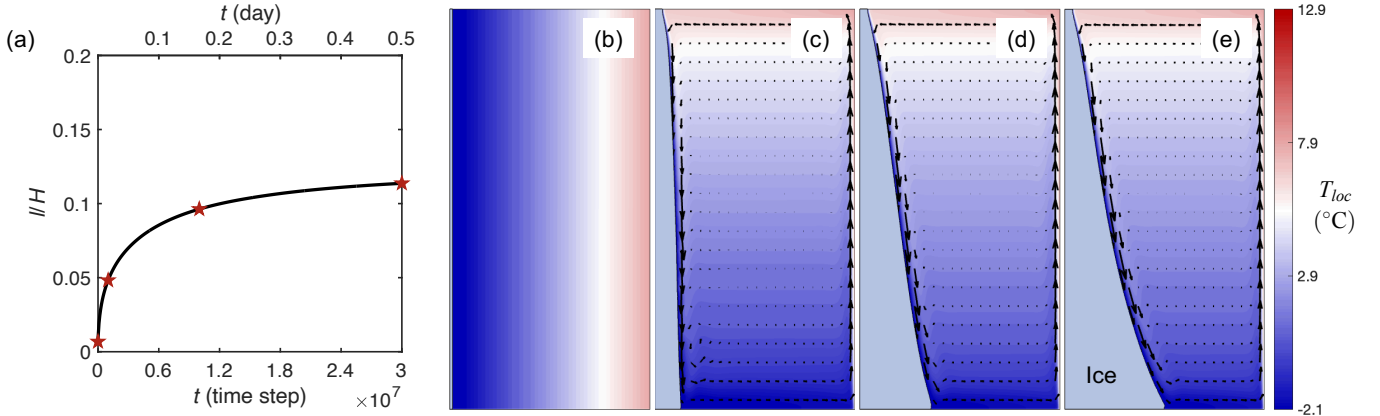 (a)
t (day)
0.1 0.2 0.3 0.4 0.5
0.2
0.15
0.1
0.05
0
l/H
0 0.6 1.2 1.8 2.4 3
t (time step) ×10⁷
(b)
(c)
(d)
(e)
Ice
12.9
7.9
T_loc
(°C)
2.9
-2.1